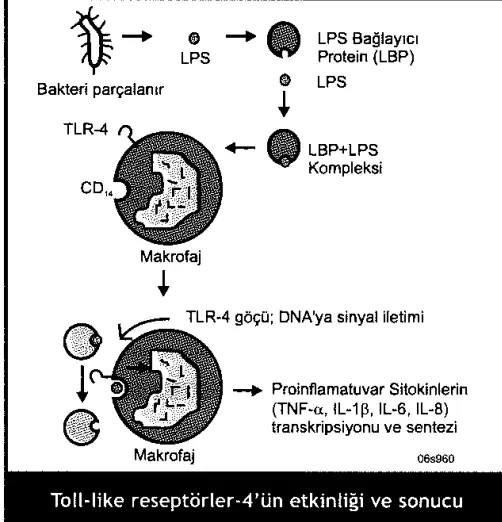 LPS
LPS Bağlayıcı
Protein (LBP)
Bakteri parçalanır
LPS
TLR-4
LBP+LPS
Kompleksi
CD₁₄
Makrofaj
TLR-4 göçü; DNA'ya sinyal iletimi
Proinflamatuvar Sitokinlerin
(TNF-α, IL-1β, IL-6, IL-8)
transkripsiyonu ve sentezi
Makrofaj
06s960
Toll-like reseptörler-4'ün etkinliği ve sonucu